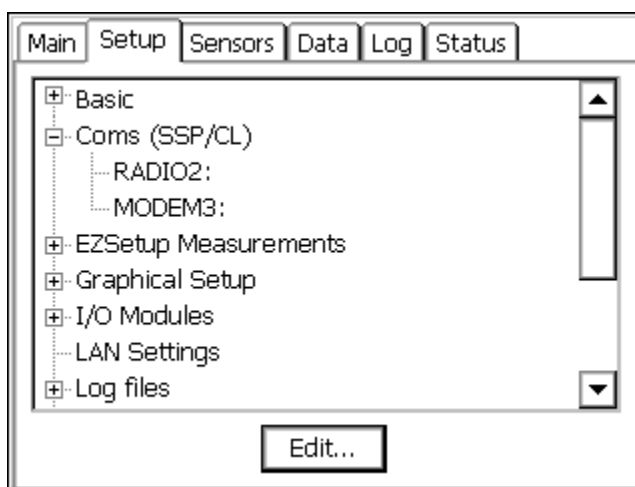 Main Setup Sensors Data Log Status
Basic
Coms (SSP/CL)
RADIO2:
MODEM3:
EZSetup Measurements
Graphical Setup
I/O Modules
LAN Settings
Log files
Edit...